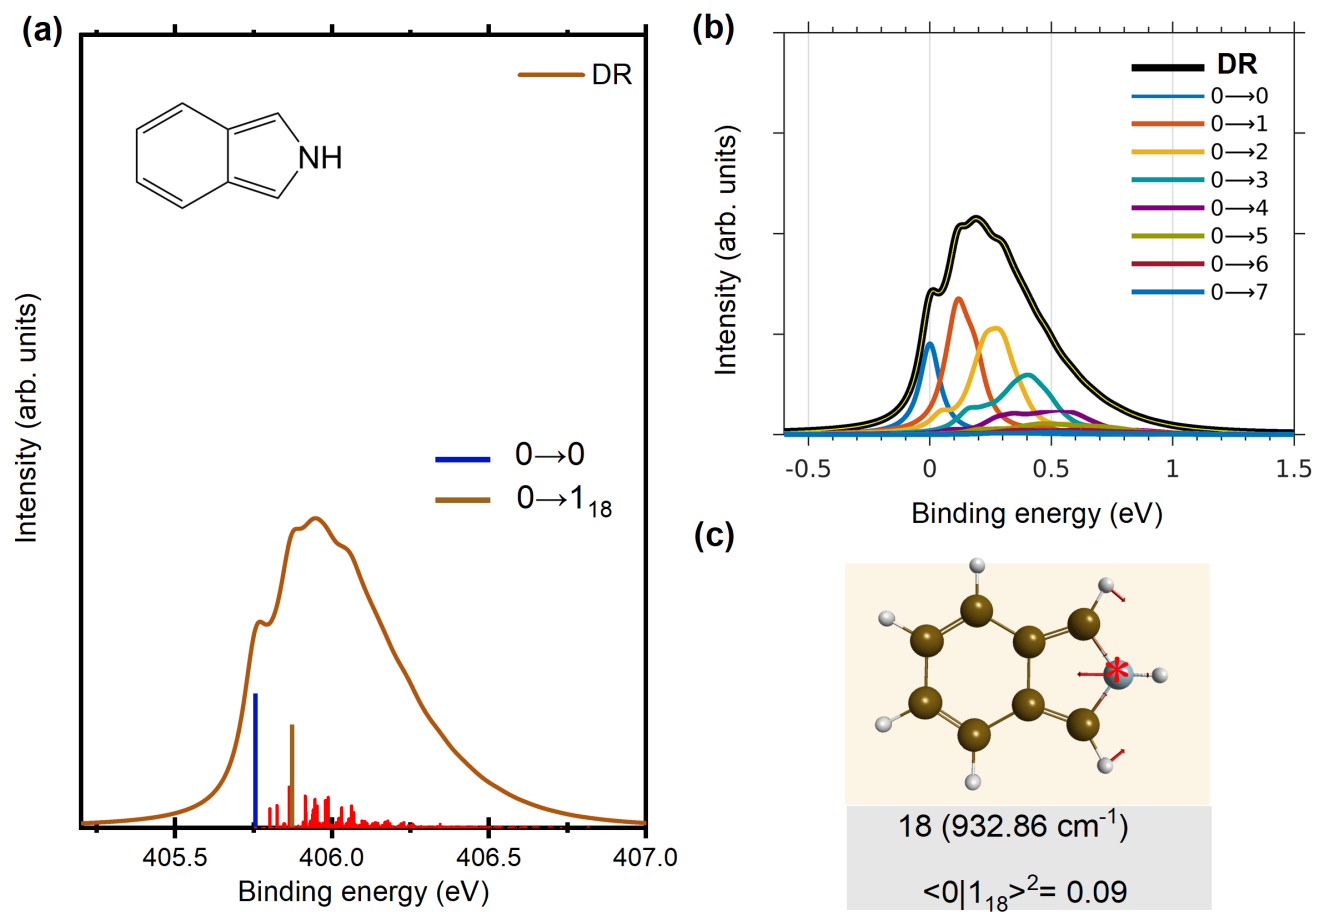 (a)
DR
NH
0→0
0→1₁₈
Intensity (arb. units)
405.5 406.0 406.5 407.0
Binding energy (eV)
(b)
DR
0→0
0→1
0→2
0→3
0→4
0→5
0→6
0→7
Intensity (arb. units)
-0.5 0 0.5 1 1.5
Binding energy (eV)
(c)
*
18 (932.86 cm⁻¹)
<0|1₁₈>²= 0.09